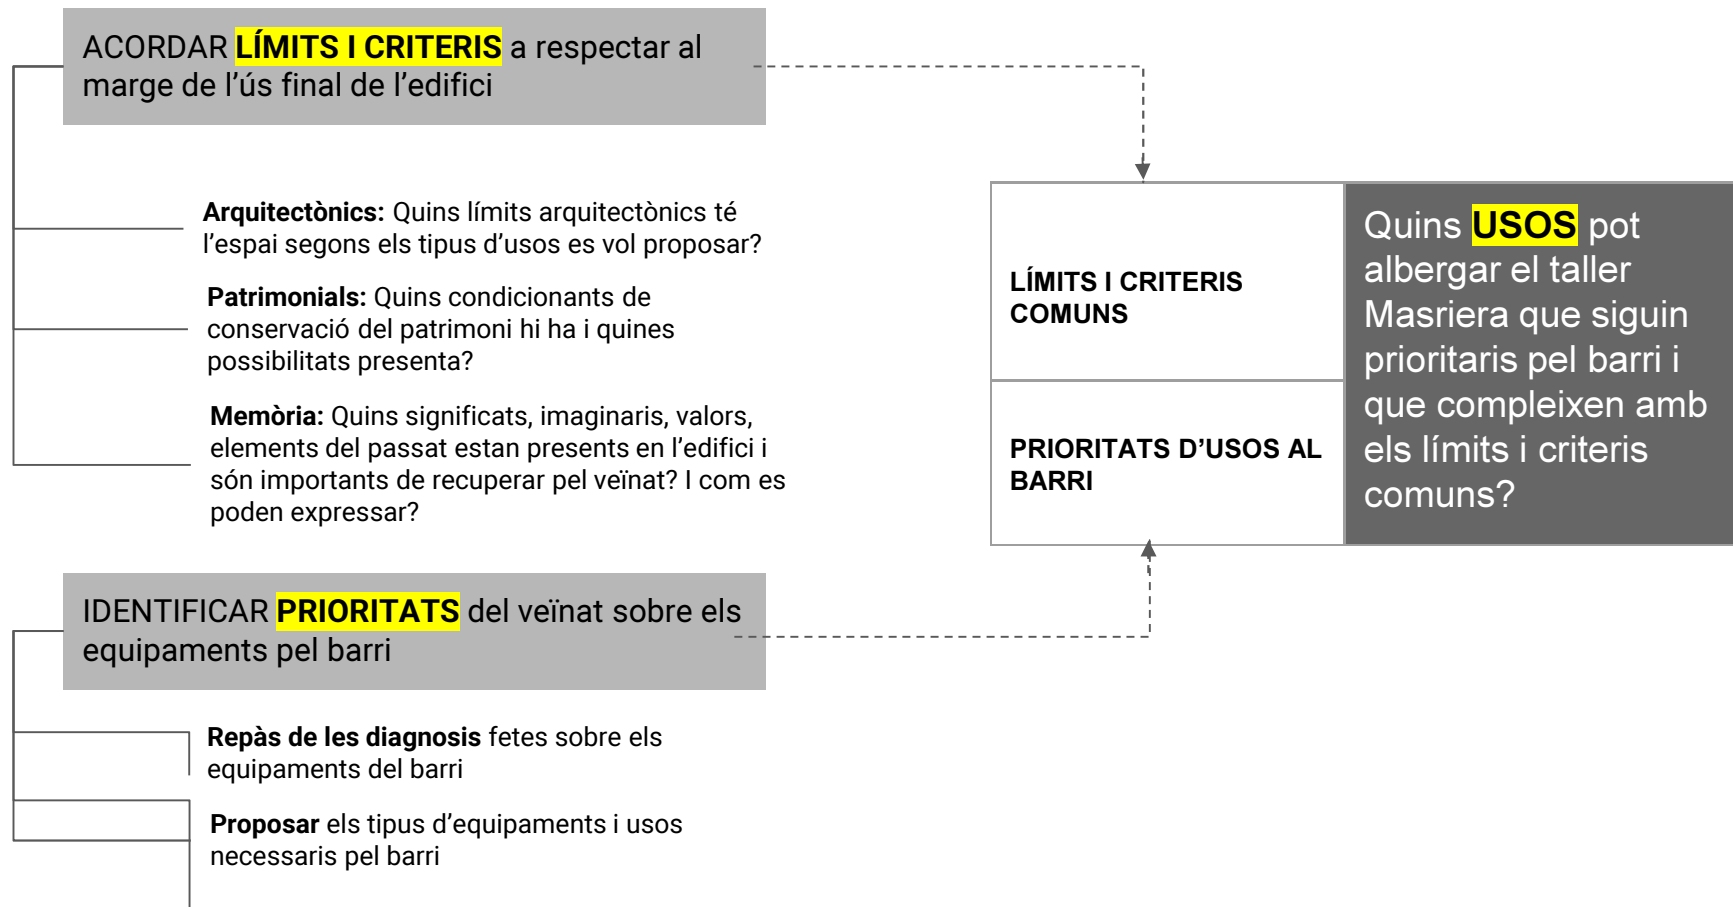 ACORDAR LÍMITS I CRITERIS a respectar al
marge de l'ús final de l'edifici
Arquitectònics: Quins límits arquitectònics té
l'espai segons els tipus d'usos es vol proposar?
Patrimonials: Quins condicionants de
conservació del patrimoni hi ha i quines
possibilitats presenta?
Memòria: Quins significats, imaginaris, valors,
elements del passat estan presents en l'edifici i
són importants de recuperar pel veïnat? I com es
poden expressar?
IDENTIFICAR PRIORITATS del veïnat sobre els
equipaments pel barri
Repàs de les diagnosis fetes sobre els
equipaments del barri
Proposar els tipus d'equipaments i usos
necessaris pel barri
LÍMITS I CRITERIS
COMUNS
PRIORITATS D'USOS AL
BARRI
Quins USOS pot
albergar el taller
Masriera que siguin
prioritaris pel barri i
que compleixen amb
els límits i criteris
comuns?